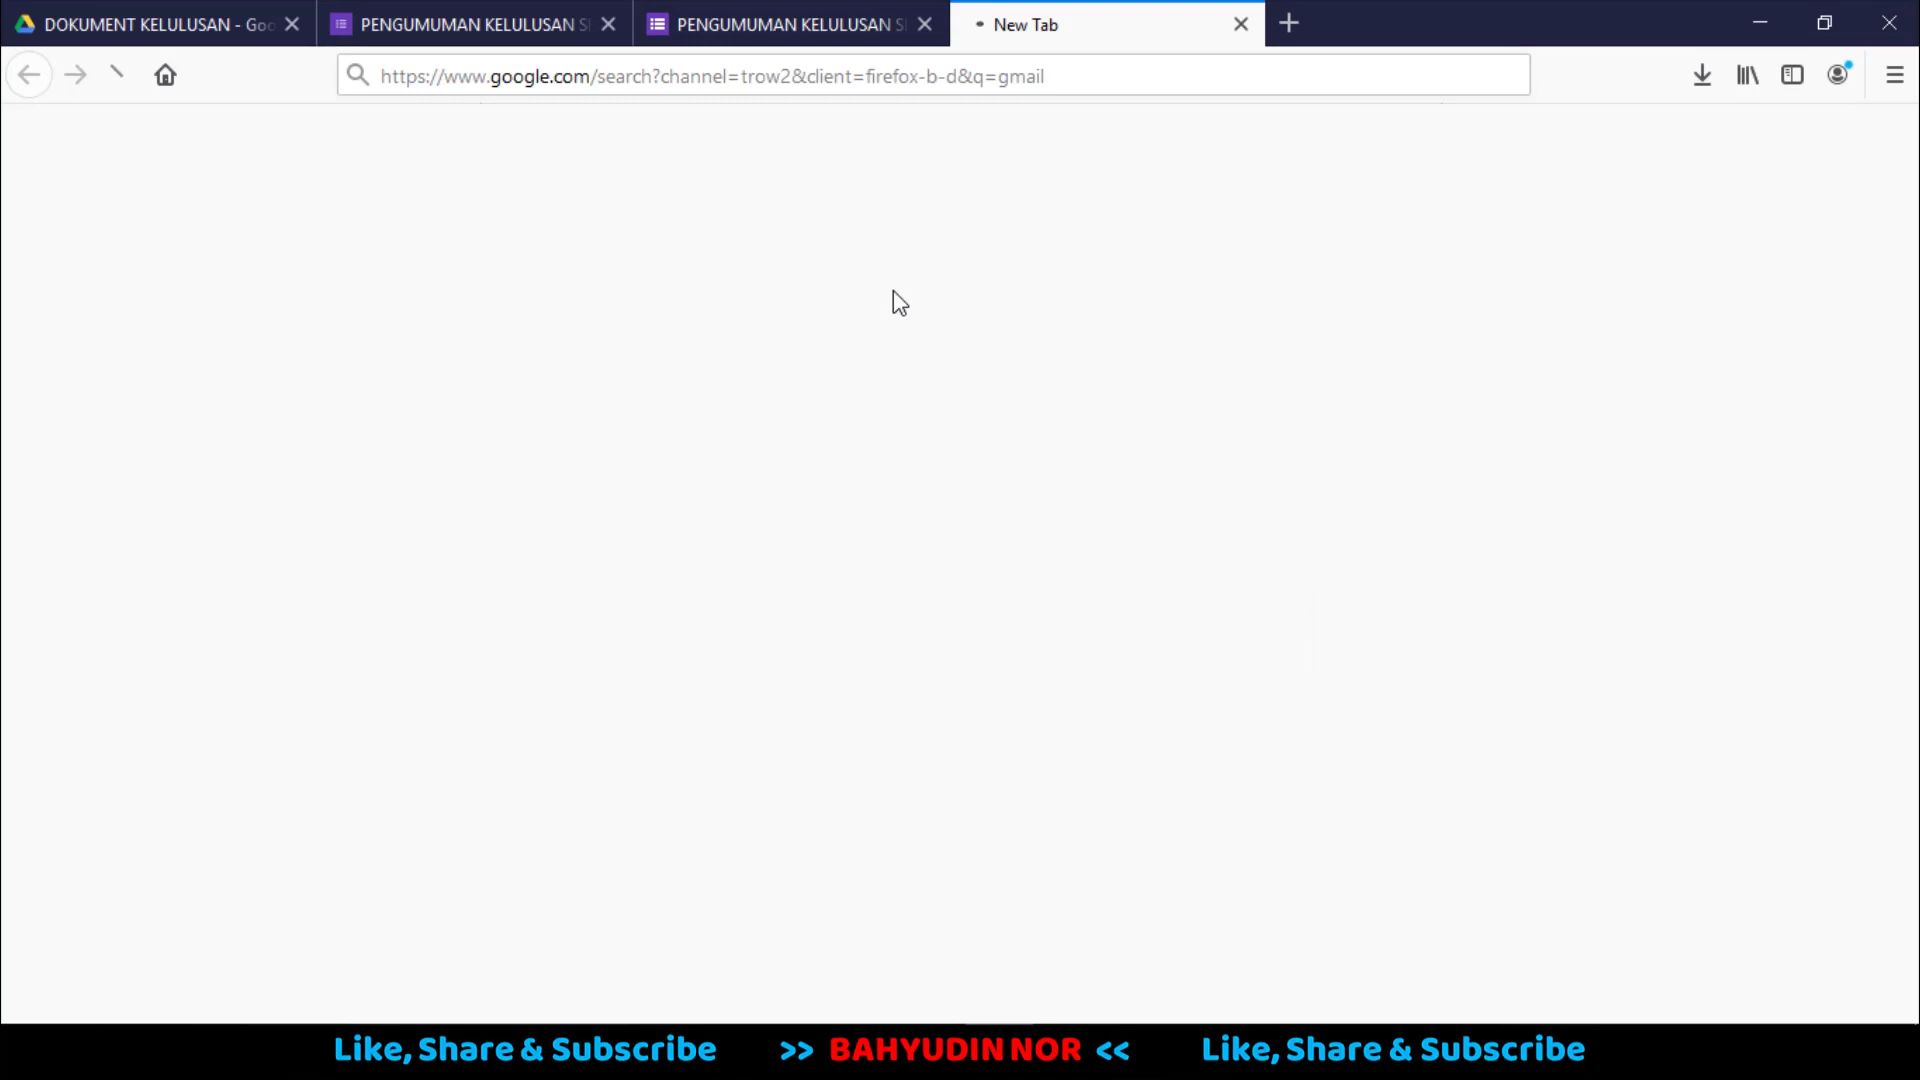 DOKUMENT KELULUSAN - Goo
PENGUMUMAN KELULUSAN S
PENGUMUMAN KELULUSAN S
New Tab
https://www.google.com/search?channel=trow2&client=firefox-b-d&q=gmail
Like, Share & Subscribe >> BAHYUDIN NOR << Like, Share & Subscribe